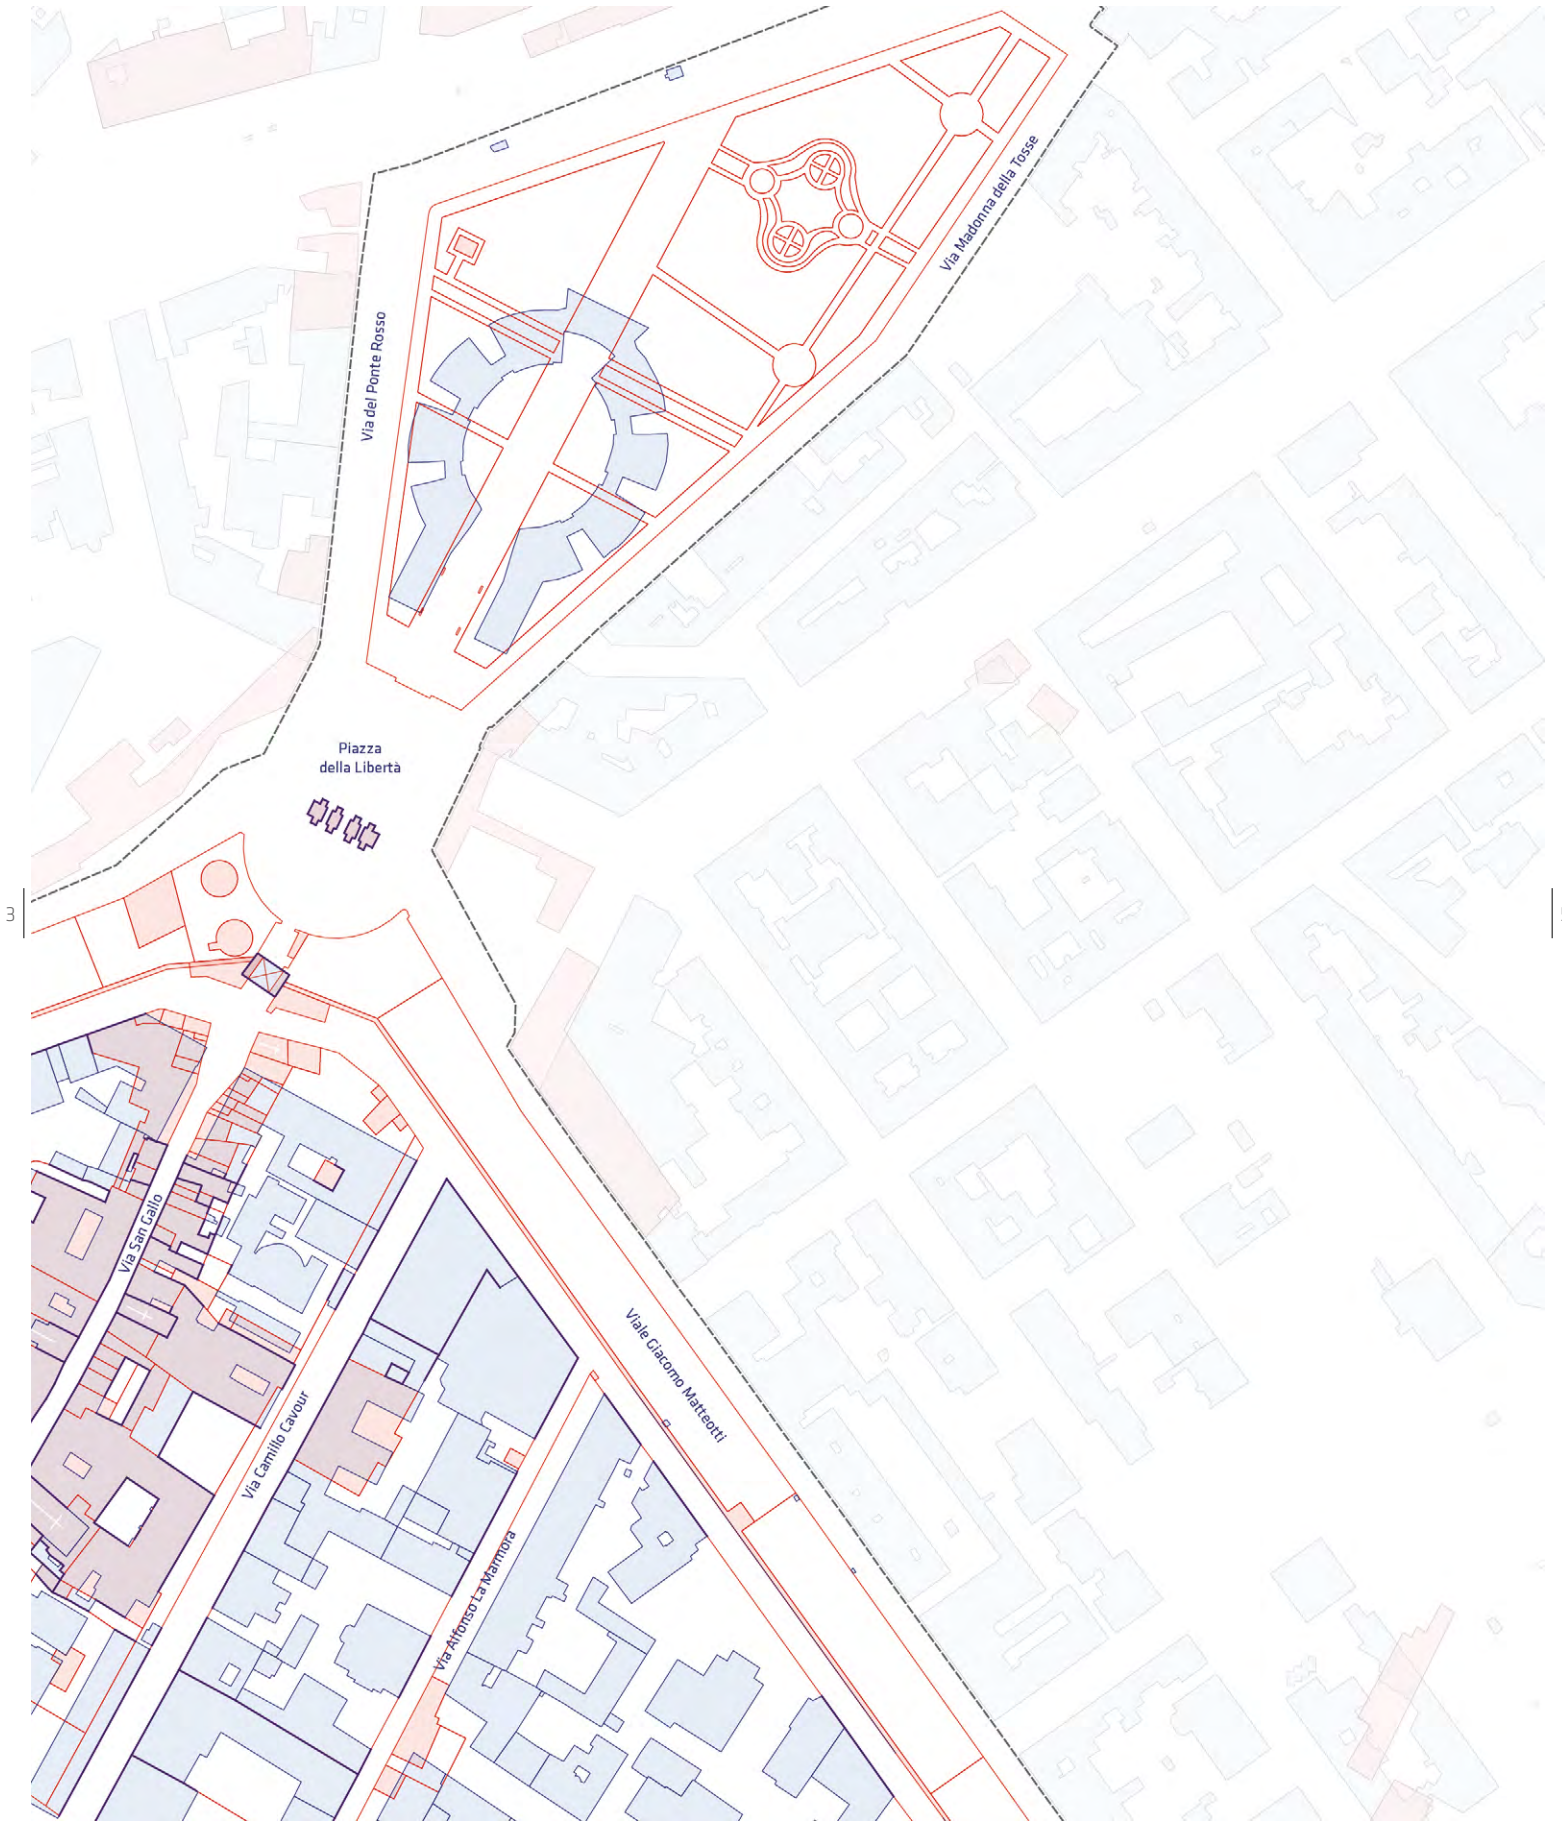 Via Madonna della Tosse
Via del Ponte Rosso
Piazza
della Libertà
3
Via San Gallo
Viale Giacomo Matteotti
Via Camillo Cavour
Via Alfonso La Marmora